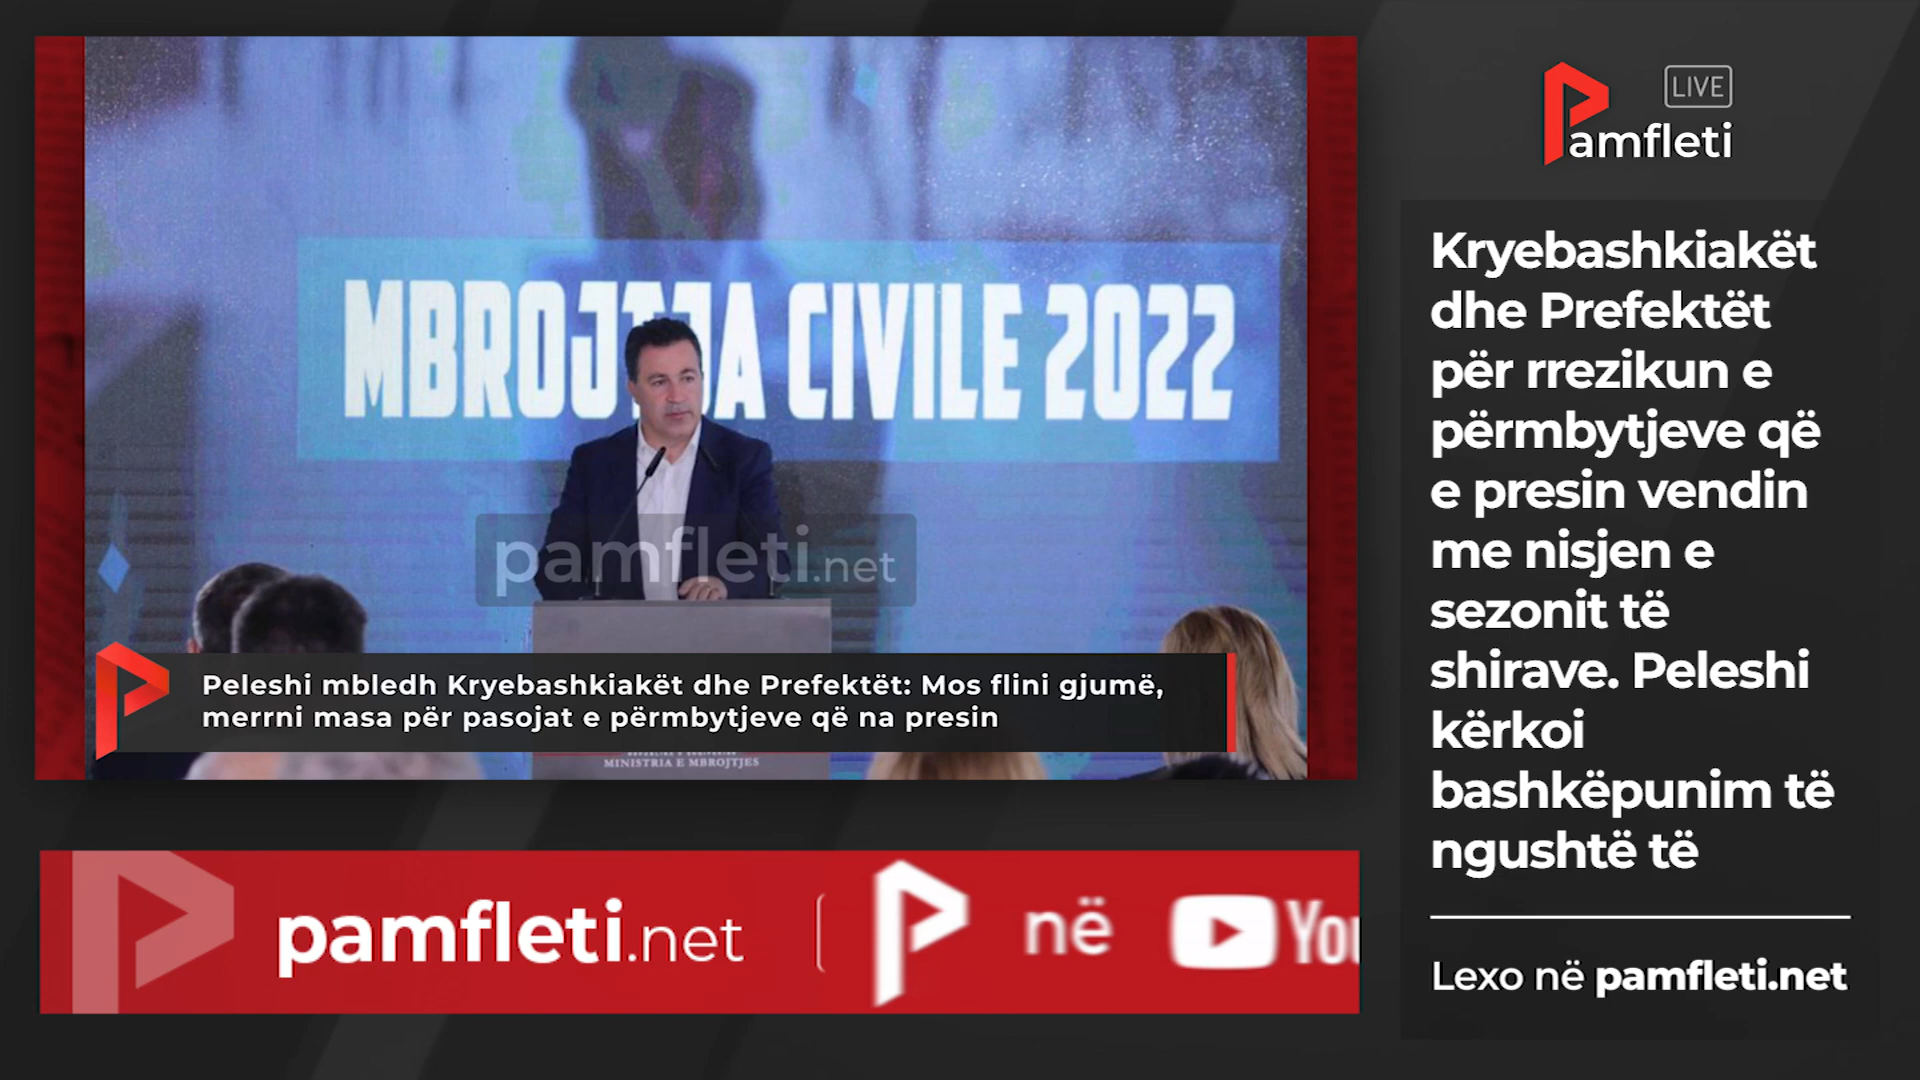 MBROJTJA CIVILE 2022
pamfleti.net
Peleshi mbledh Kryebashkiakët dhe Prefektët: Mos flini gjumë,
merrni masa për pasojat e përmbytjeve që na presin
MINISTRIA E MBROJTJES
pamfleti.net
në
You
LIVE
Pamfleti
Kryebashkiakët
dhe Prefektët
për rrezikun e
përmbytjeve që
e presin vendin
me nisjen e
sezonit të
shirave. Peleshi
kërkoi
bashkëpunim të
ngushtë të
Lexo në pamfleti.net